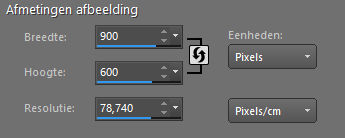 Afmetingen afbeelding
Breedte: 900 Eenheden:
Pixels
Hoogte: 600
Resolutie: 78,740 Pixels/cm